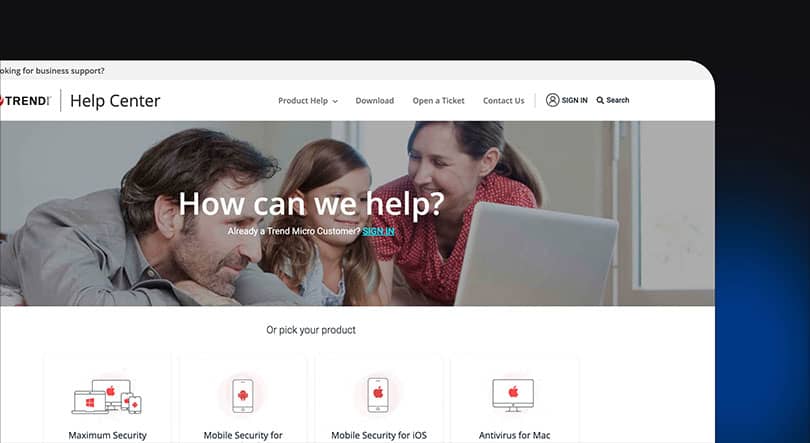 oking for business support?
TREND
Help Center
Product Help
Download
Open a Ticket
Contact Us
SIGN IN
Search
How can we help?
Already a Trend Micro Customer? SIGN IN
Or pick your product
Maximum Security
Mobile Security for
Mobile Security for iOS
Antivirus for Mac